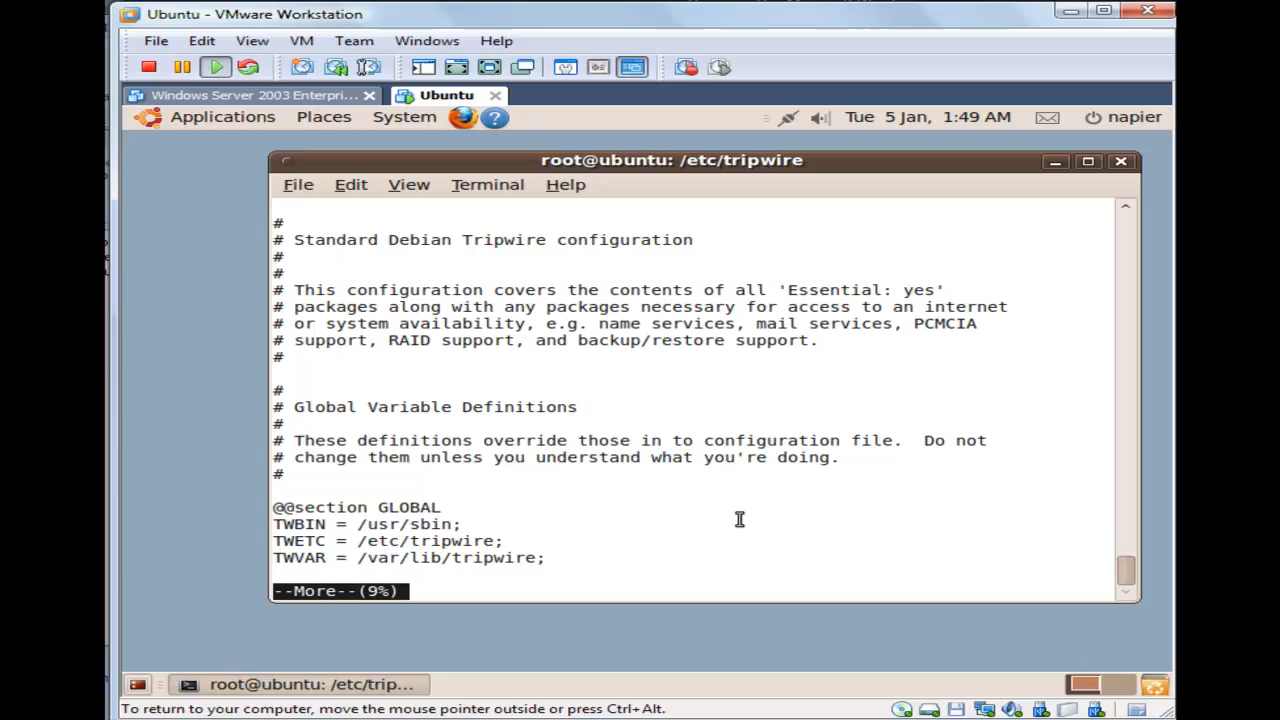 Ubuntu - VMware Workstation
File Edit View VM Team Windows Help
Windows Server 2003 Enterpri... Ubuntu
Applications Places System Tue 5 Jan, 1:49 AM napier
root@ubuntu: /etc/tripwire
File Edit View Terminal Help
#
# Standard Debian Tripwire configuration
#
#
# This configuration covers the contents of all 'Essential: yes'
# packages along with any packages necessary for access to an internet
# or system availability, e.g. name services, mail services, PCMCIA
# support, RAID support, and backup/restore support.
#
#
# Global Variable Definitions
#
# These definitions override those in to configuration file.  Do not
# change them unless you understand what you're doing.
#
@@section GLOBAL
TWBIN = /usr/sbin;
TWETC = /etc/tripwire;
TWVAR = /var/lib/tripwire;
--More--(9%)
root@ubuntu: /etc/trip...
To return to your computer, move the mouse pointer outside or press Ctrl+Alt.